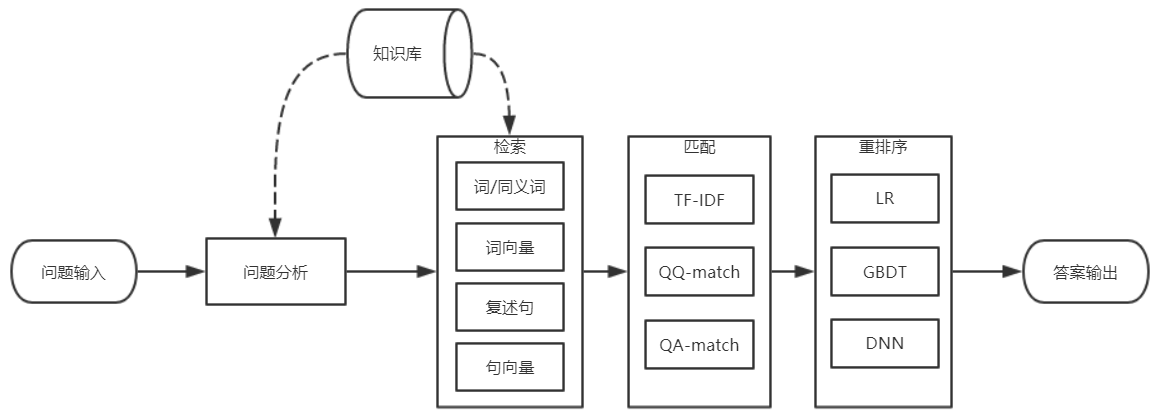 知识库
问题输入
问题分析
检索
词/同义词
词向量
复述句
句向量
匹配
TF-IDF
QQ-match
QA-match
重排序
LR
GBDT
DNN
答案输出